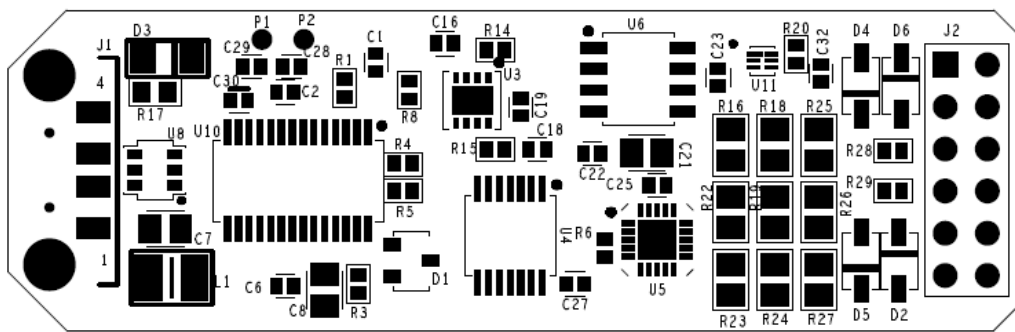 J1
D3
P1
P2
C29
C28
C30
C2
R1
C1
R8
C16
R14
U3
C19
U6
C23
R20
U11
C32
D4
D6
J2
4
R17
U8
U10
R4
R5
R15
C18
C22
C21
C25
R16
R18
R25
R28
R29
R22
R19
R26
C7
D1
U4
R6
U5
1
L1
C6
C8
R3
C27
R23
R24
R27
D5
D2